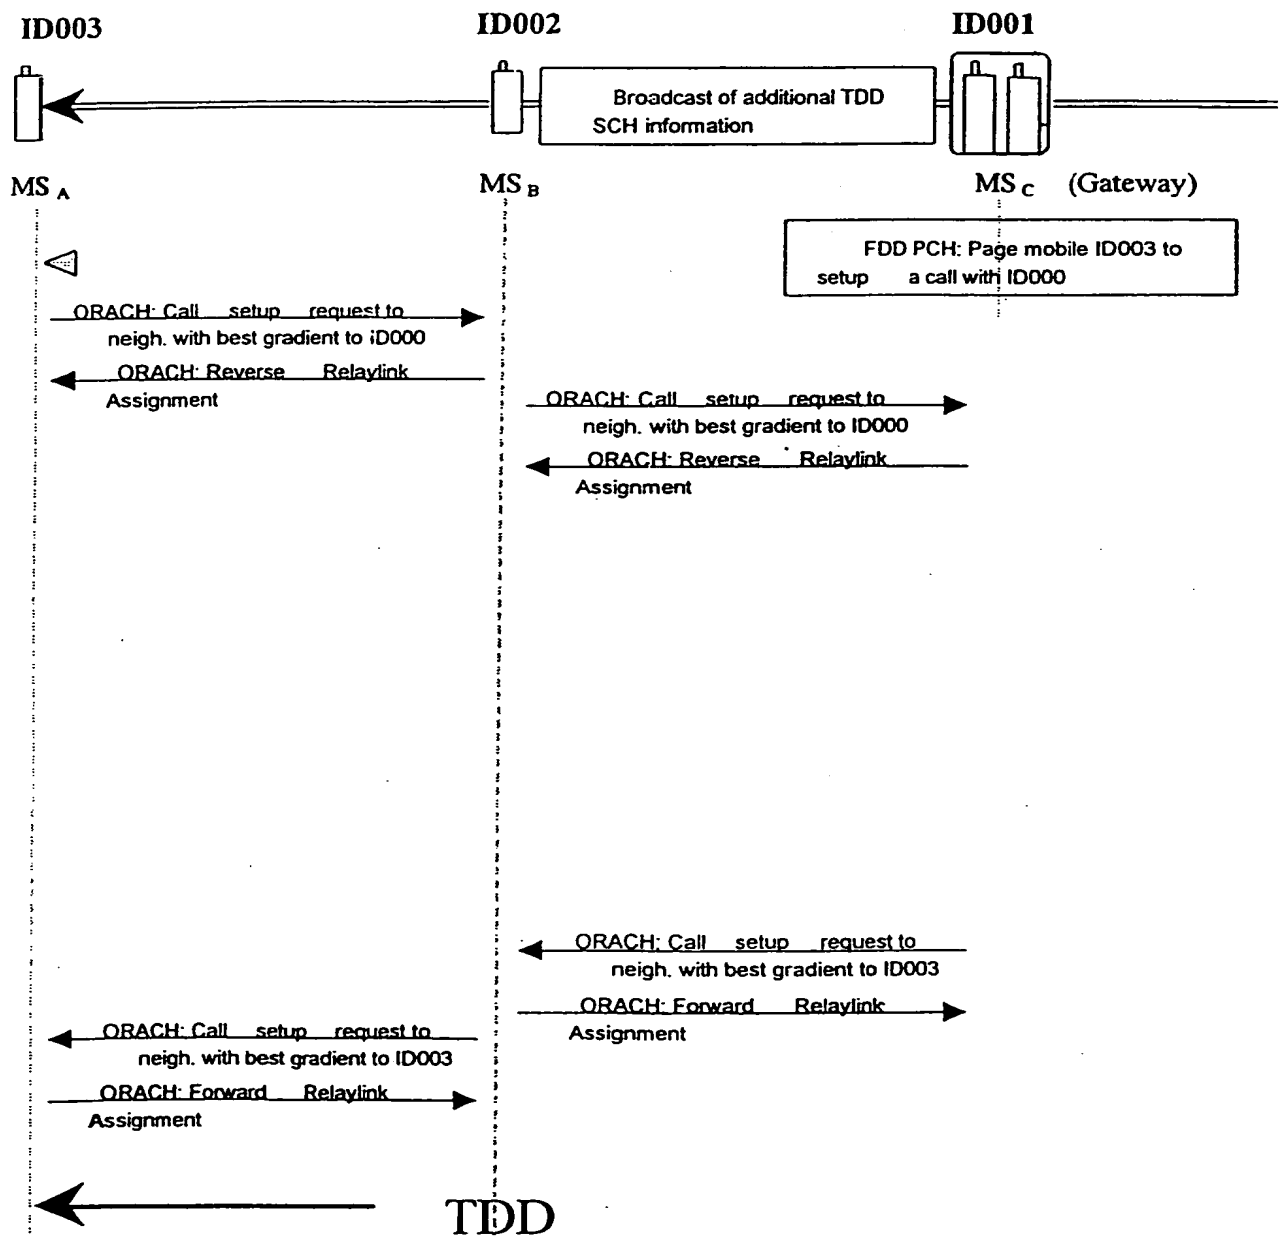 ID003 ID002 ID001
Broadcast of additional TDD
SCH information
MS A MS B MS C (Gateway)
FDD PCH: Page mobile ID003 to
setup a call with ID000
ORACH: Call setup request to
neigh. with best gradient to ID000
ORACH: Reverse Relaylink
Assignment
ORACH: Call setup request to
neigh. with best gradient to ID000
ORACH: Reverse Relaylink
Assignment
ORACH: Call setup request to
neigh. with best gradient to ID003
ORACH: Forward Relaylink
Assignment
ORACH: Call setup request to
neigh. with best gradient to ID003
ORACH: Forward Relaylink
Assignment
TDD